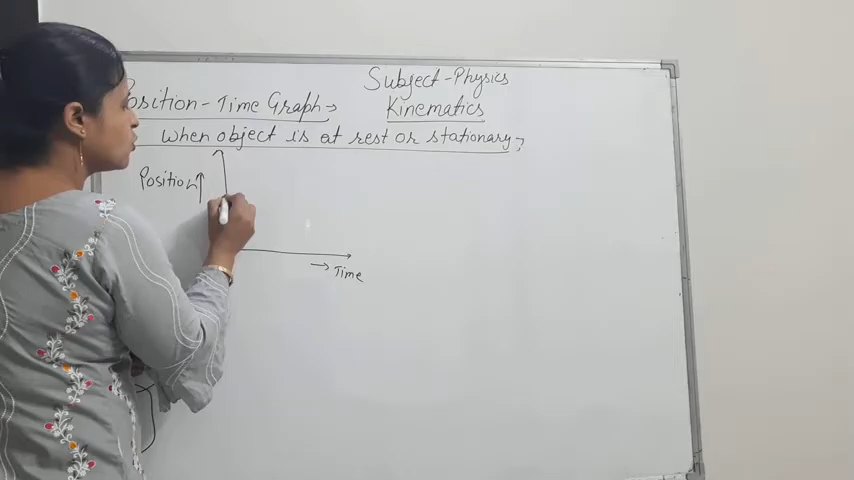 Subject-Physics
Position-Time Graph→ Kinematics
When object is at rest or stationary?
Position↑
→ Time